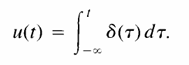 u(t) = ∫_{-∞}^{t} δ(τ) dτ.